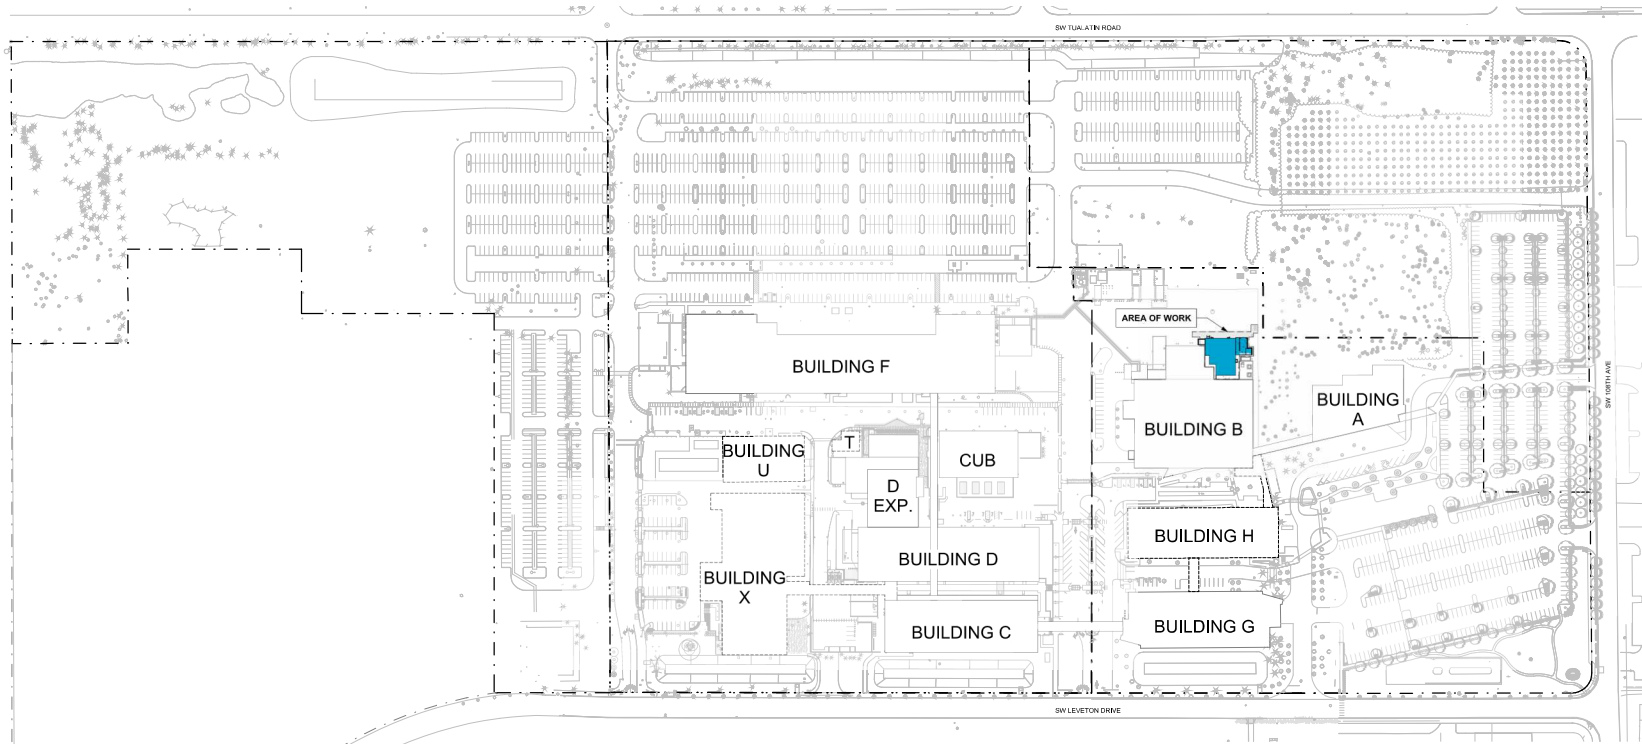 SW TUALATIN ROAD
AREA OF WORK
BUILDING F
BUILDING
A
SW 108TH AVE
BUILDING B
T
BUILDING
U
CUB
D
EXP.
BUILDING H
BUILDING D
BUILDING
X
BUILDING C
BUILDING G
SW LEVETON DRIVE